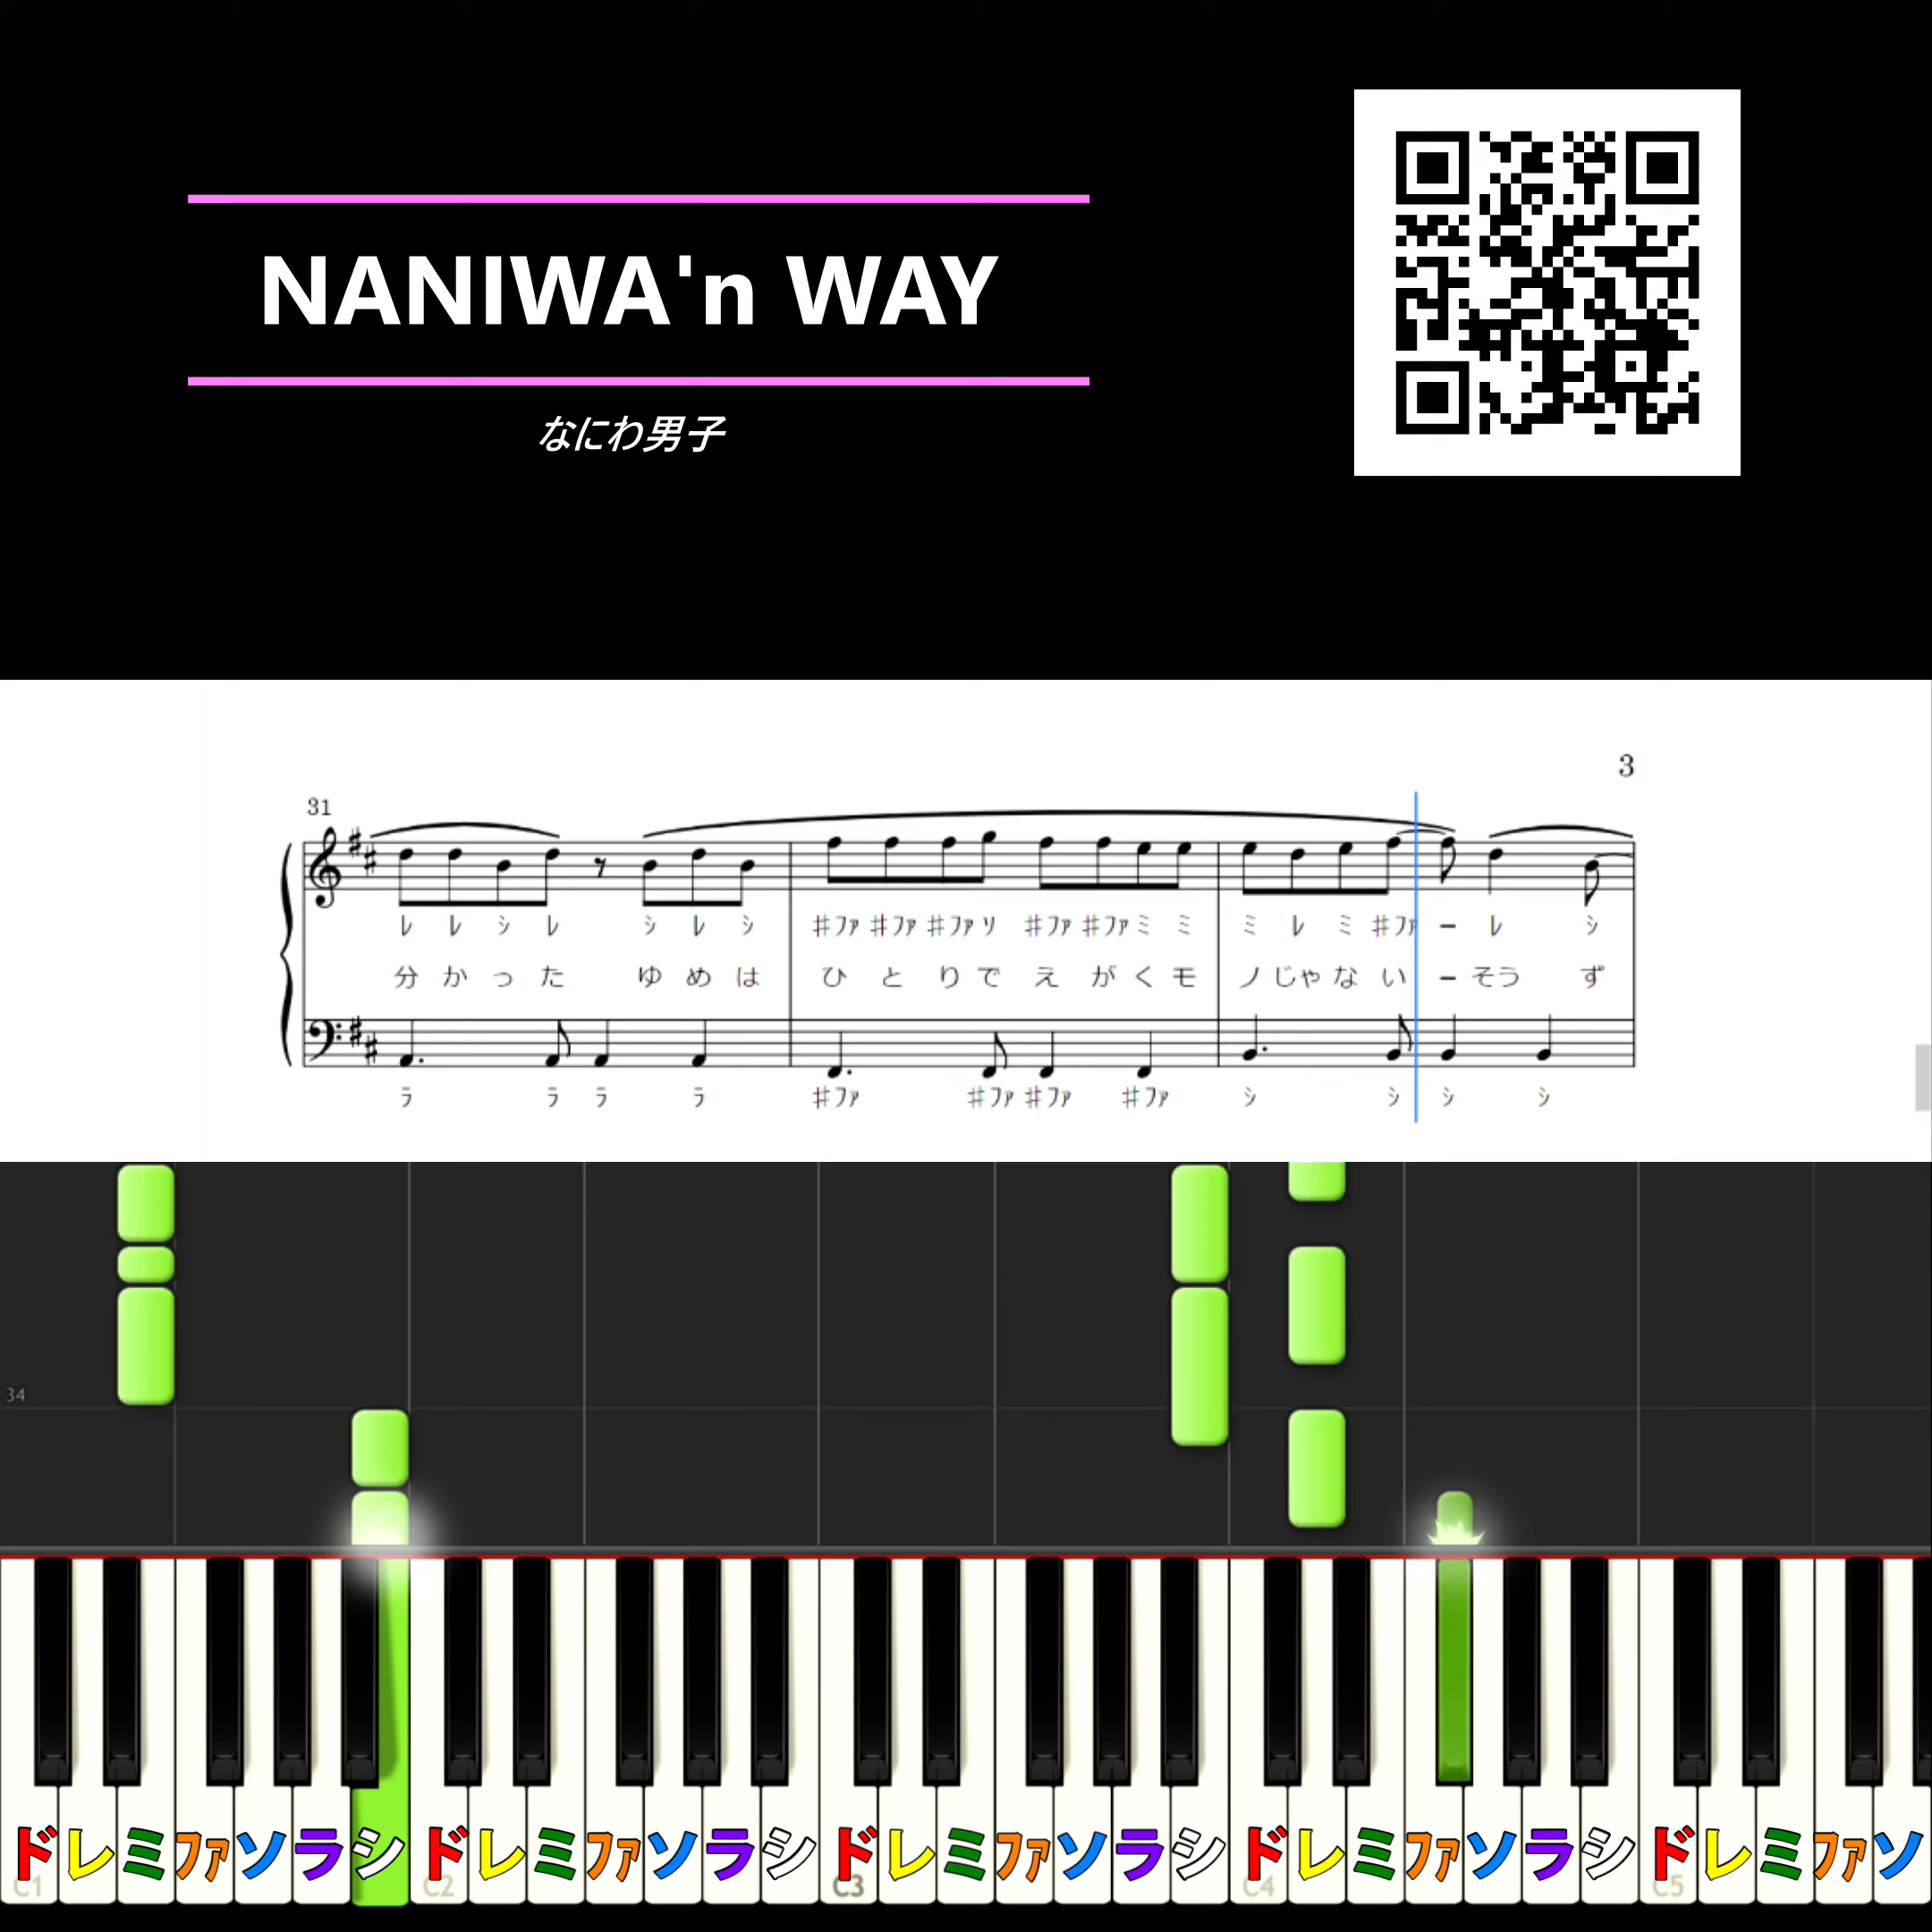 NANIWA'n WAY
なにわ男子
3
31
レ レ シ レ シ レ シ ♯ファ ♯ファ ♯ファ ソ ♯ファ ♯ファ ミ ミ ミ レ ミ ♯ファ ー レ シ
分 か っ た ゆ め は ひ と り で え が く モ ノ じゃ な い ー そう ず
ラ ラ ラ ラ ♯ファ ♯ファ ♯ファ ♯ファ シ シ シ シ
34
ド レ ミ ファ ソ ラ シ ド レ ミ ファ ソ ラ シ ド レ ミ ファ ソ ラ シ ド レ ミ ファ ソ ラ シ ド レ ミ ファ ソ
C1 C2 C3 C4 C5